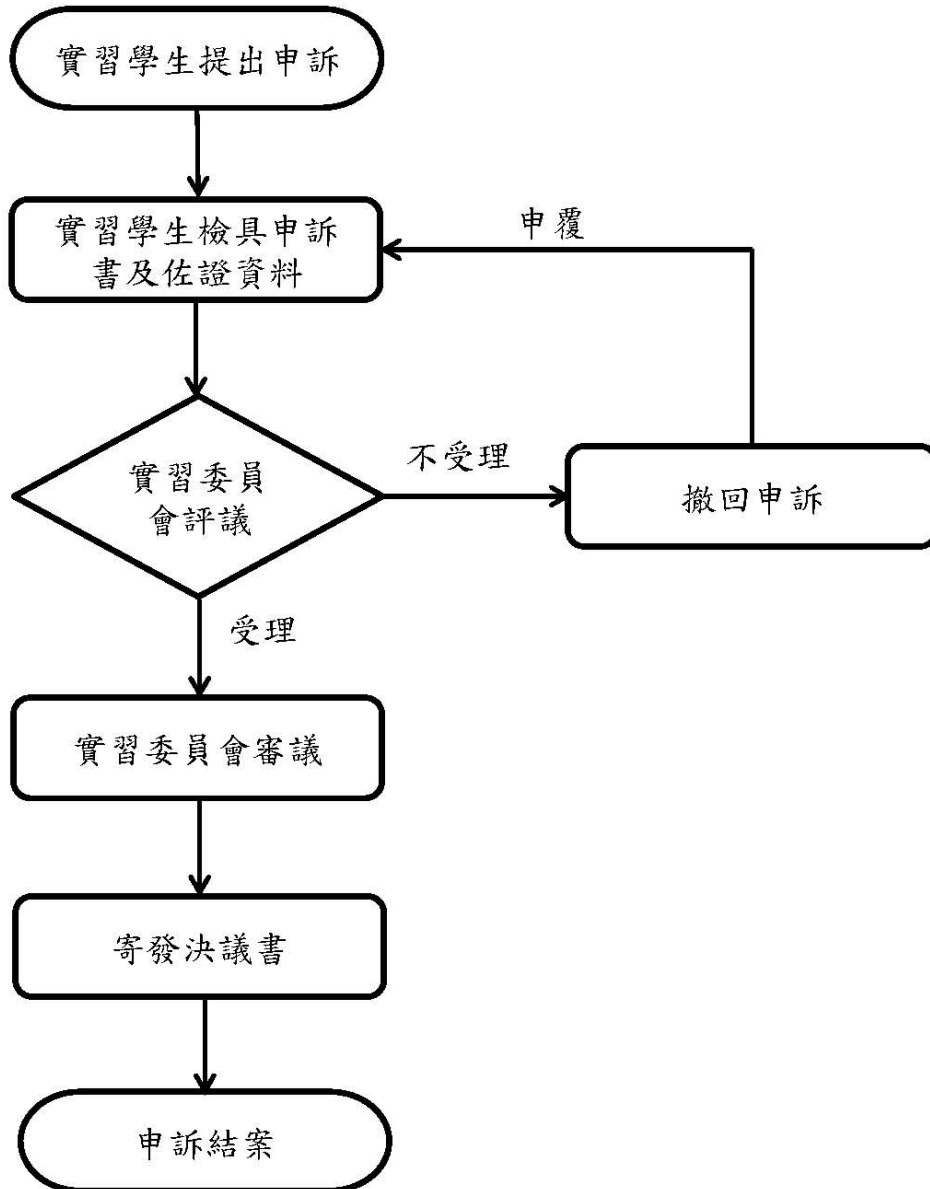 實習學生提出申訴
實習學生檢具申訴
書及佐證資料
申覆
實習委員
會評議
不受理
撤回申訴
受理
實習委員會審議
寄發決議書
申訴結案